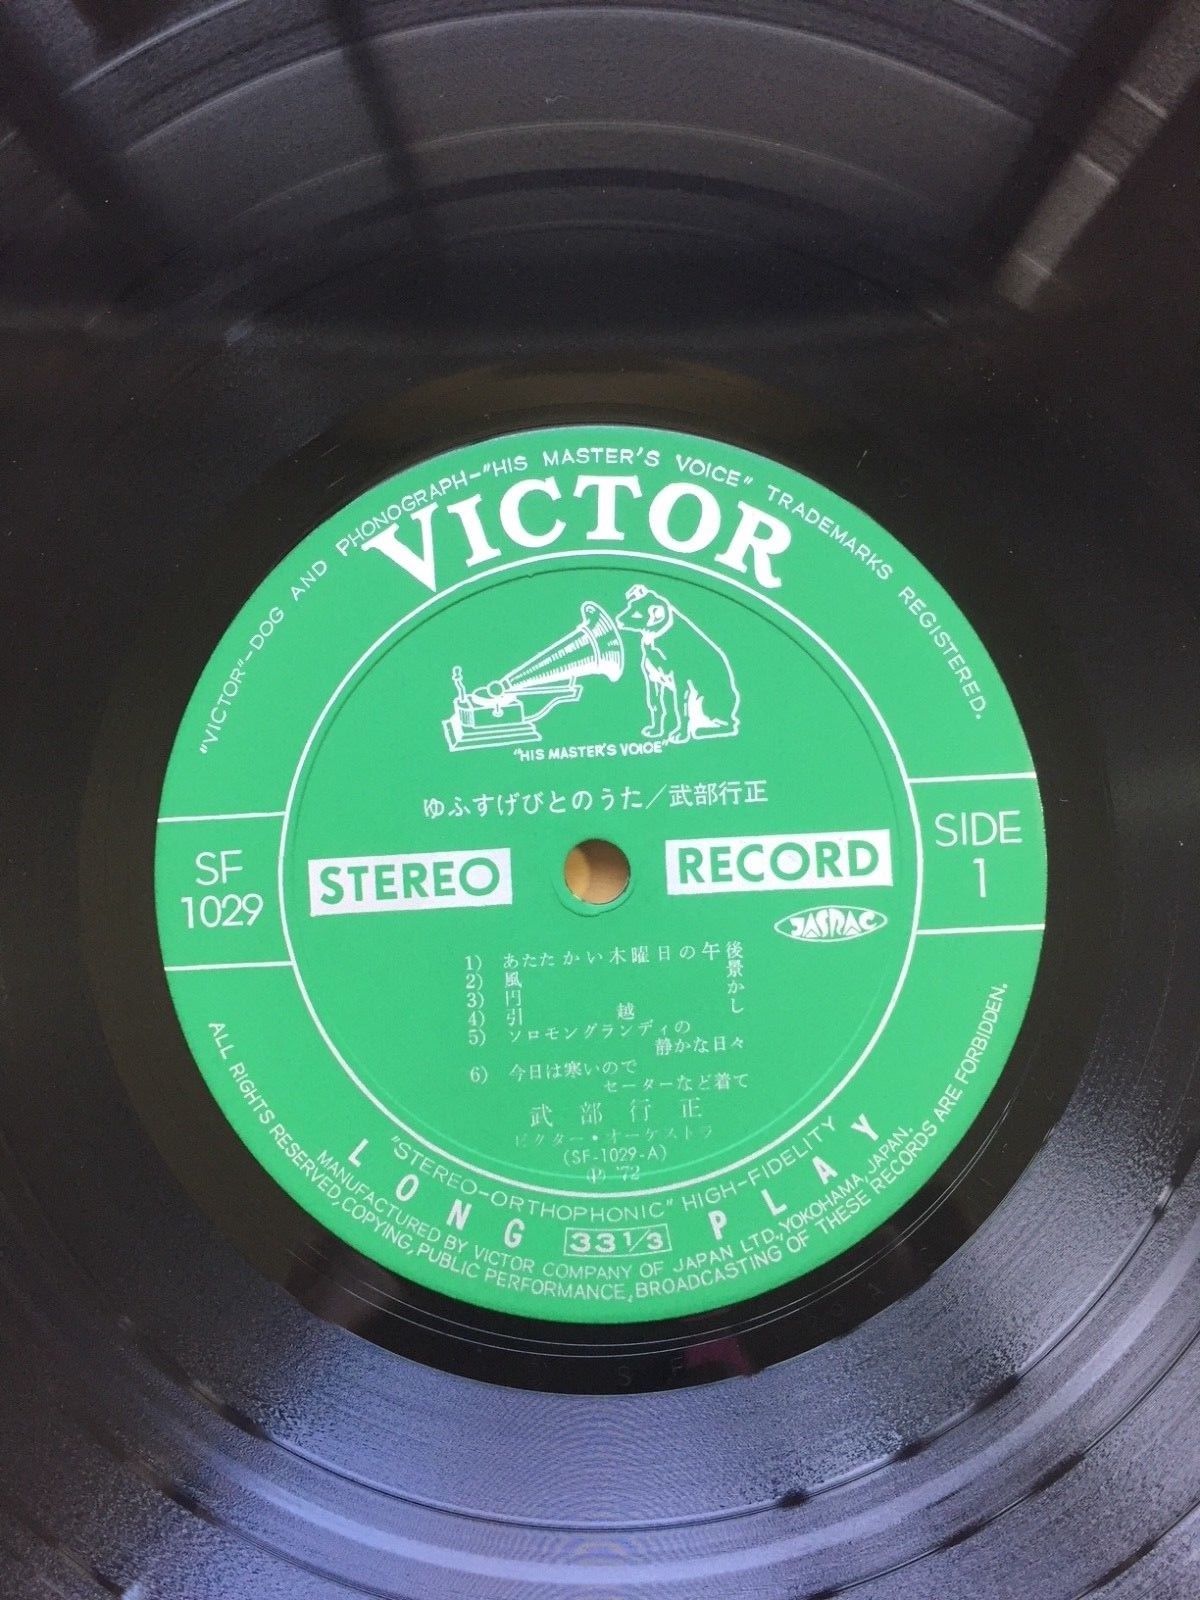 "VICTOR"–DOG AND PHONOGRAPH–"HIS MASTER'S VOICE" TRADEMARKS REGISTERED.
VICTOR
"HIS MASTER'S VOICE"
ゆふすげびとのうた／武部行正
SF
1029
STEREO
RECORD
SIDE
1
JASRAC
1) あたたかい木曜日の午後
2) 風景
3) 円かし
4) 引越し
5) ソロモングランディの
静かな日々
6) 今日は寒いので
セーターなど着て
武部行正
ビクター・オーケストラ
(SF-1029-A)
Ⓟ '72
"STEREO-ORTHOPHONIC" HIGH-FIDELITY
LONG PLAY
33 1/3
MANUFACTURED BY VICTOR COMPANY OF JAPAN LTD., YOKOHAMA, JAPAN.
ALL RIGHTS RESERVED, COPYING, PUBLIC PERFORMANCE, BROADCASTING OF THESE RECORDS ARE FORBIDDEN.